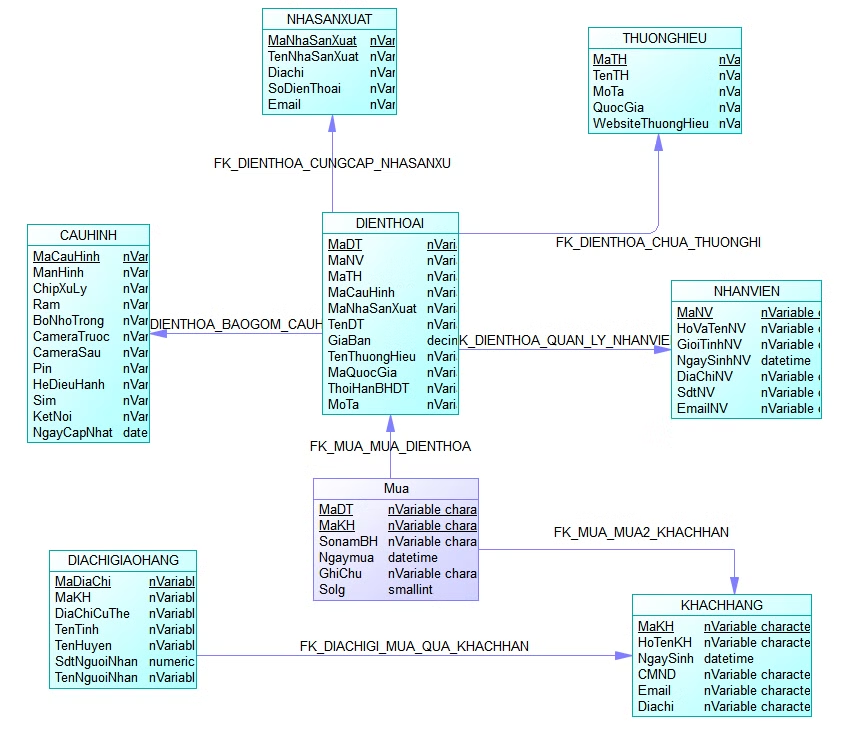 NHASANXUAT
MaNhaSanXuat nVar
TenNhaSanXuat nVar
Diachi nVar
SoDienThoai nVar
Email nVar
THUONGHIEU
MaTH nVa
TenTH nVa
MoTa nVa
QuocGia nVa
WebsiteThuongHieu nVa
FK_DIENTHOA_CUNGCAP_NHASANXU
FK_DIENTHOA_CHUA_THUONGHI
CAUHINH
MaCauHinh nVar
ManHinh nVar
ChipXuLy nVar
Ram nVar
BoNhoTrong nVar
CameraTruoc nVar
CameraSau nVar
Pin nVar
HeDieuHanh nVar
Sim nVar
KetNoi nVar
NgayCapNhat date
DIENTHOA_BAOGOM_CAUH
DIENTHOAI
MaDT nVari
MaNV nVari
MaTH nVari
MaCauHinh nVari
MaNhaSanXuat nVari
TenDT nVari
GiaBan decin
TenThuongHieu nVari
MaQuocGia nVari
ThoiHanBHDT nVari
MoTa nVari
K_DIENTHOA_QUAN_LY_NHANVIE
NHANVIEN
MaNV nVariable c
HoVaTenNV nVariable c
GioiTinhNV nVariable c
NgaySinhNV datetime
DiaChiNV nVariable c
SdtNV nVariable c
EmailNV nVariable c
FK_MUA_MUA_DIENTHOA
Mua
MaDT nVariable chara
MaKH nVariable chara
SonamBH nVariable chara
Ngaymua datetime
GhiChu nVariable chara
Solg smallint
FK_MUA_MUA2_KHACHHAN
DIACHIGIAOHANG
MaDiaChi nVariabl
MaKH nVariabl
DiaChiCuThe nVariabl
TenTinh nVariabl
TenHuyen nVariabl
SdtNguoiNhan numeric
TenNguoiNhan nVariabl
FK_DIACHIGI_MUA_QUA_KHACHHAN
KHACHHANG
MaKH nVariable characte
HoTenKH nVariable characte
NgaySinh datetime
CMND nVariable characte
Email nVariable characte
Diachi nVariable characte